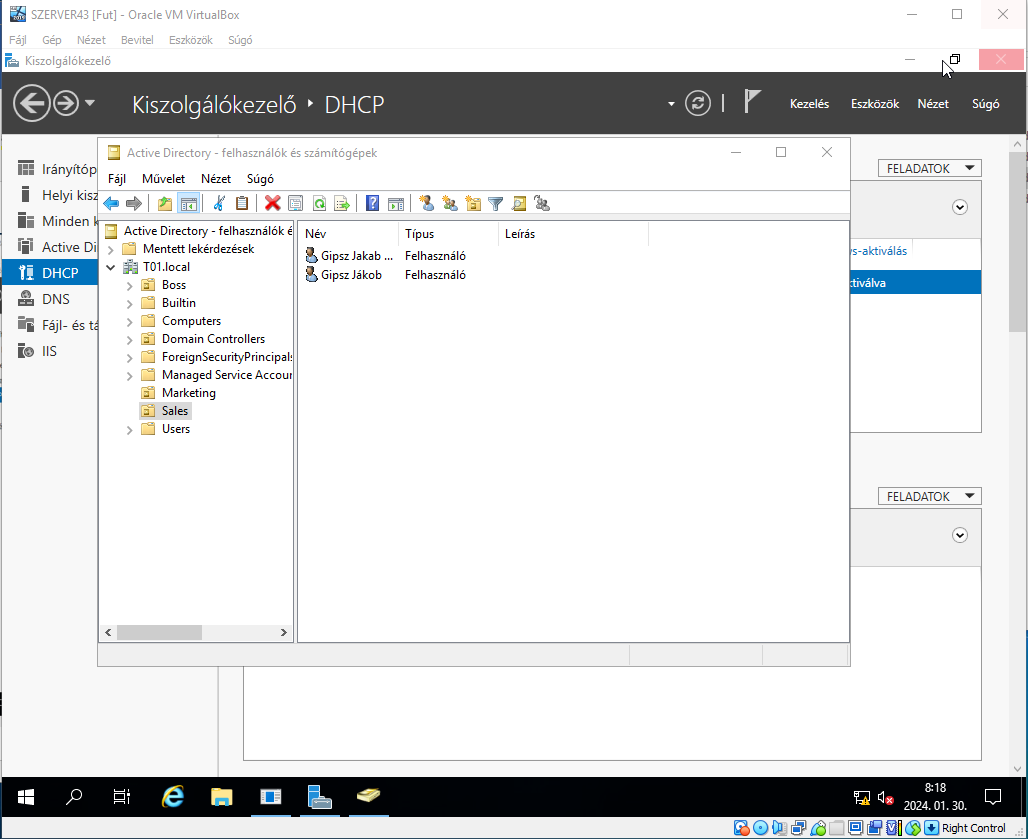 SZERVER43 [Fut] - Oracle VM VirtualBox
Fájl Gép Nézet Bevitel Eszközök Súgó
Kiszolgálókezelő
Kiszolgálókezelő DHCP
Kezelés Eszközök Nézet Súgó
Active Directory - felhasználók és számítógépek
Fájl Művelet Nézet Súgó
Irányítóp
Helyi kisz
Minden k
Active Di
DHCP
DNS
Fájl- és tá
IIS
Active Directory - felhasználók é
Mentett lekérdezések
T01.local
Boss
Builtin
Computers
Domain Controllers
ForeignSecurityPrincipals
Managed Service Accour
Marketing
Sales
Users
Név Típus Leírás
Gipsz Jakab ... Felhasználó
Gipsz Jákob Felhasználó
FELADATOK
s-aktiválás
ktiválva
FELADATOK
8:18
2024. 01. 30.
Right Control